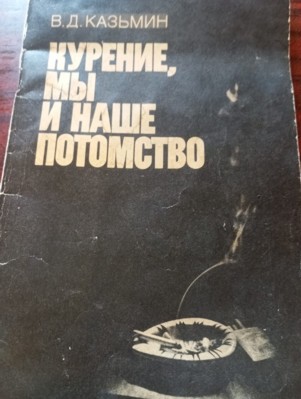 В. Д. КАЗЬМИН
КУРЕНИЕ,
МЫ
И НАШЕ
ПОТОМСТВО